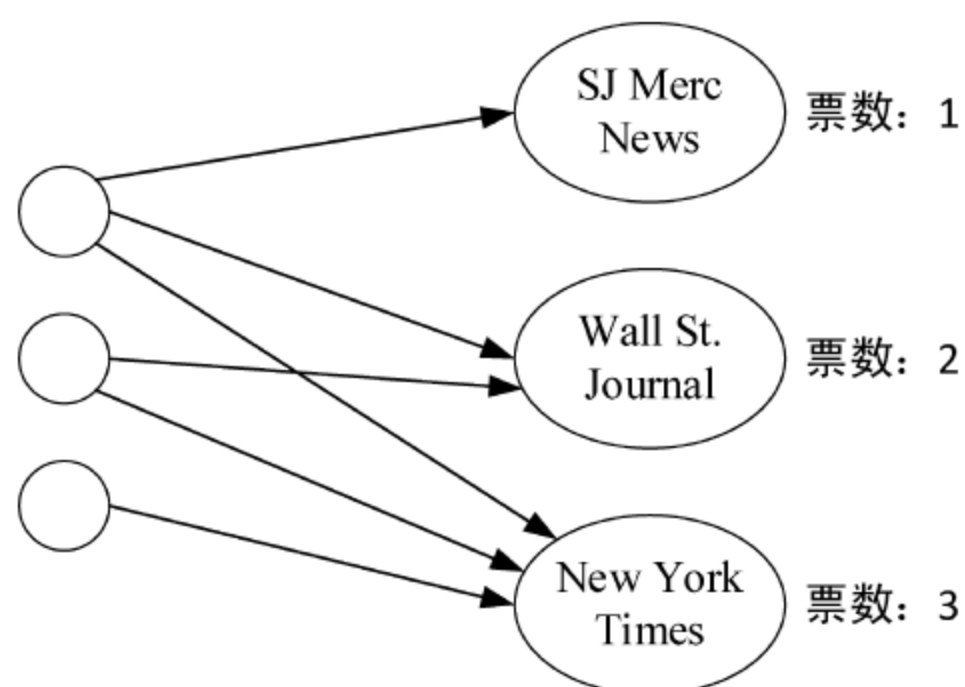 SJ Merc
News
票数：1
Wall St.
Journal
票数：2
New York
Times
票数：3